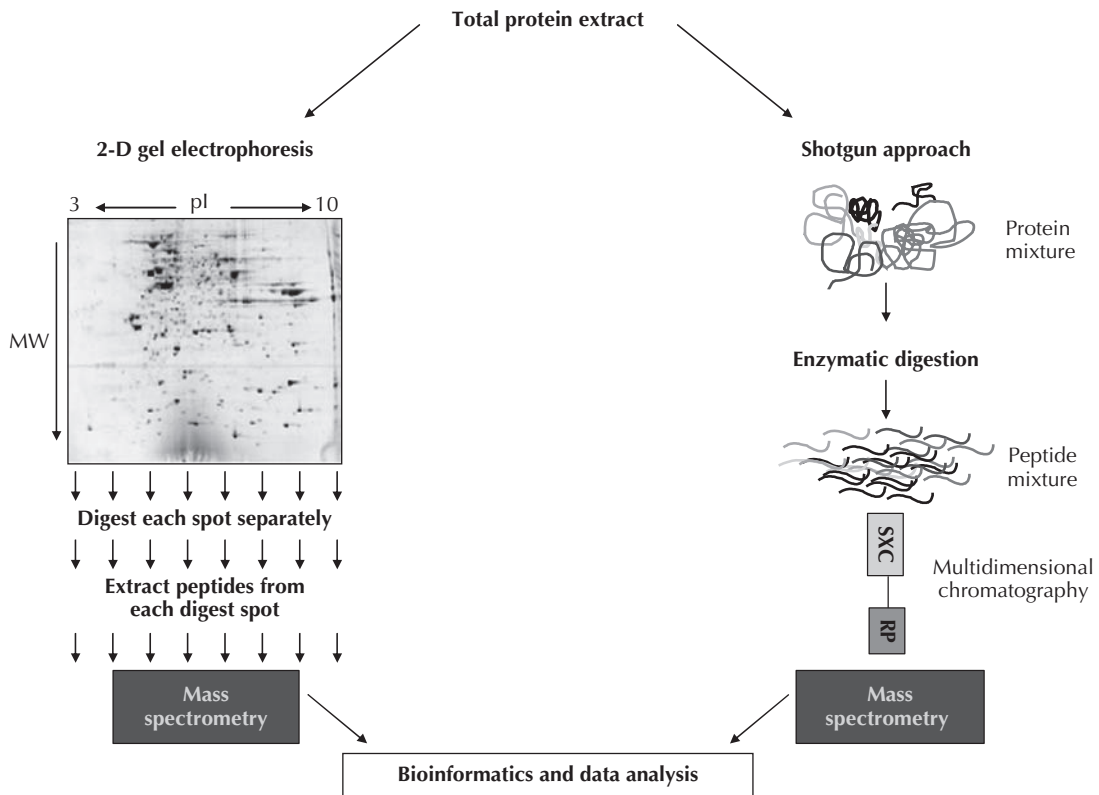 Total protein extract
2-D gel electrophoresis
3 pI 10
MW
Digest each spot separately
Extract peptides from
each digest spot
Mass
spectrometry
Shotgun approach
Protein
mixture
Enzymatic digestion
Peptide
mixture
SXC
Multidimensional
chromatography
RP
Mass
spectrometry
Bioinformatics and data analysis